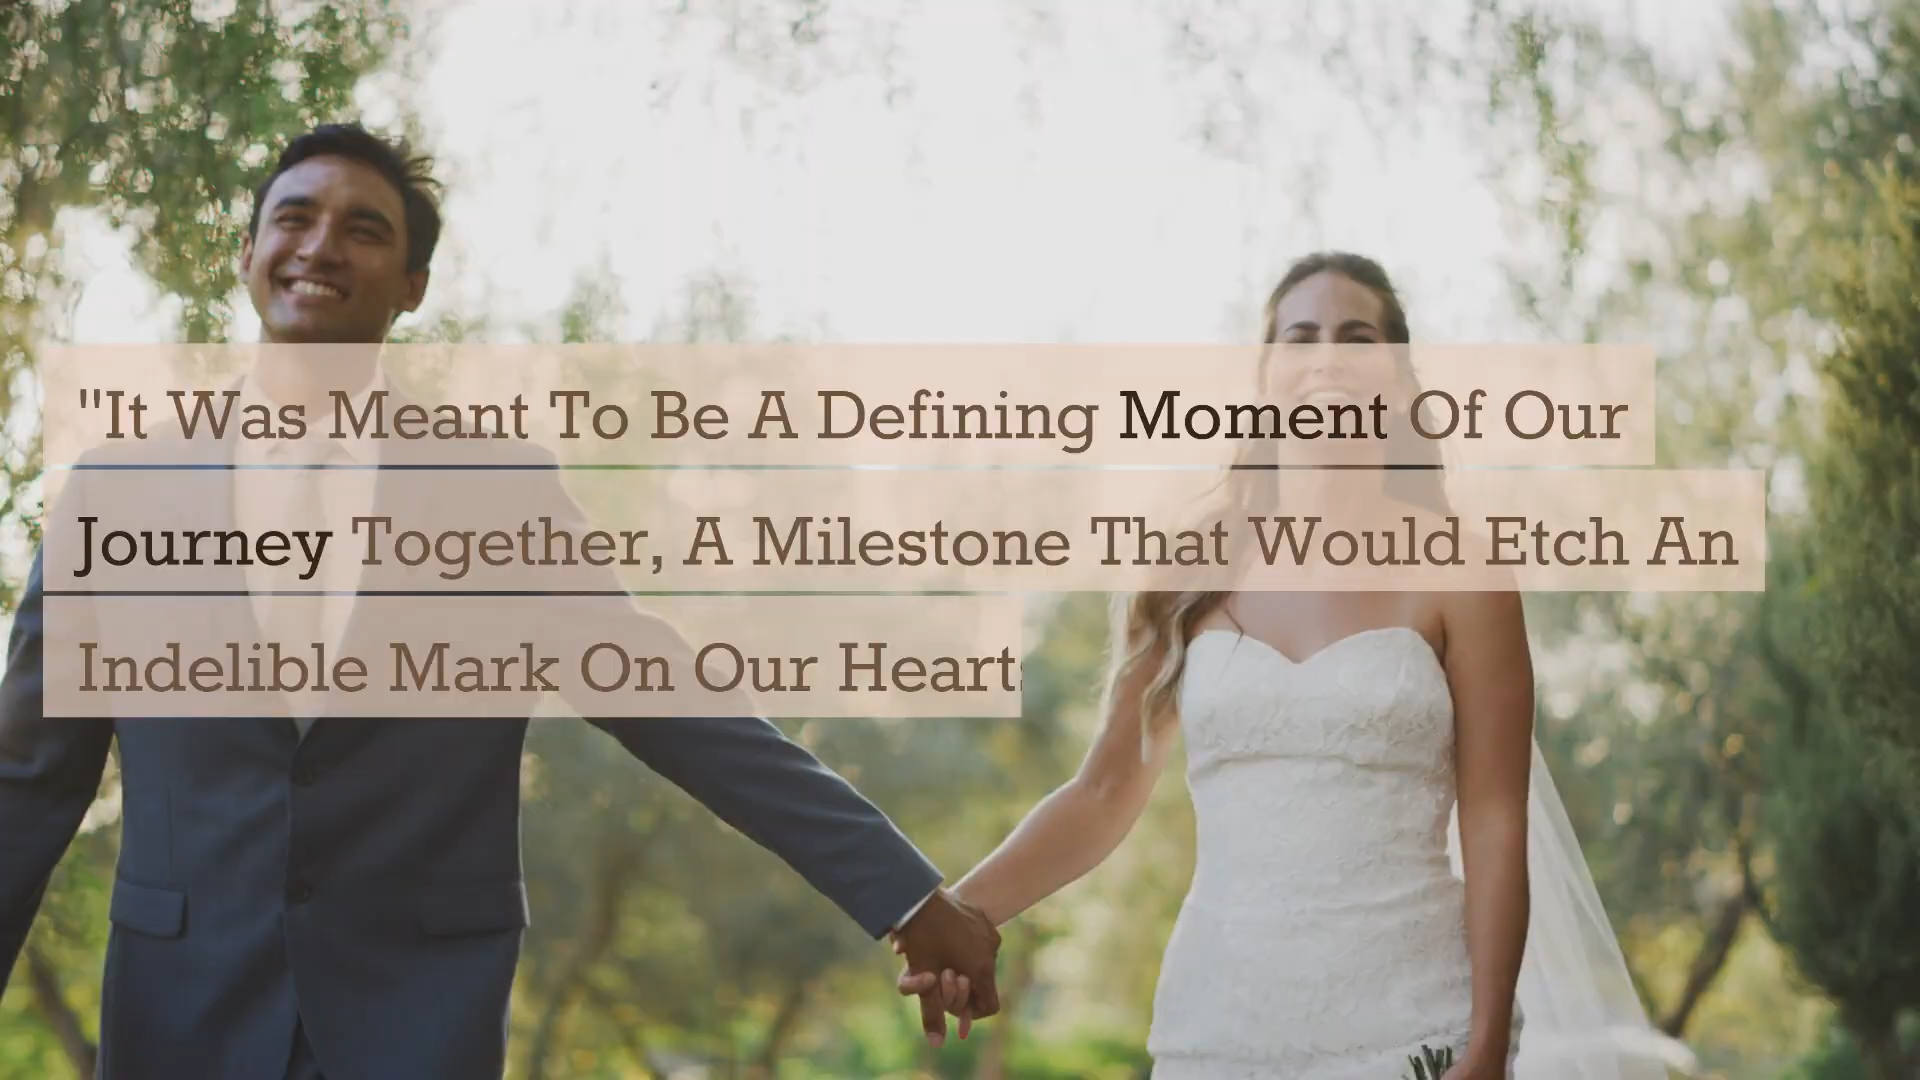 "It Was Meant To Be A Defining Moment Of Our
Journey Together, A Milestone That Would Etch An
Indelible Mark On Our Hearts